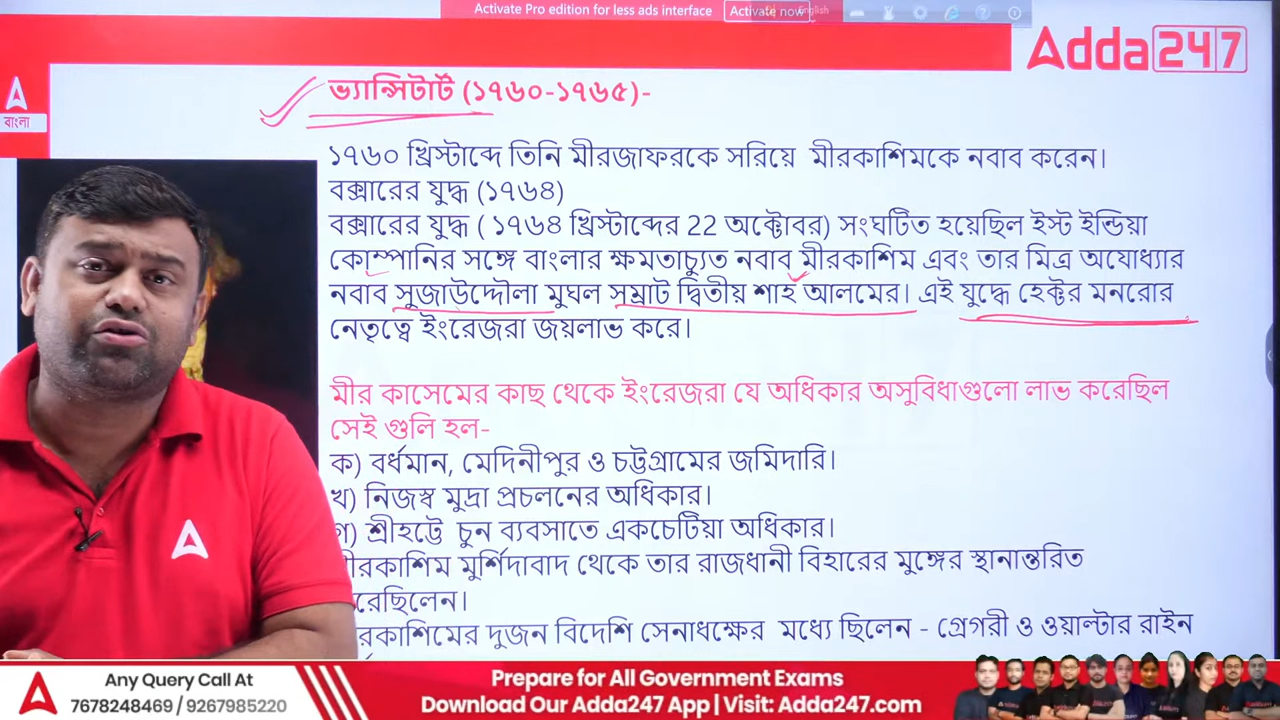 Activate Pro edition for less ads interface
Activate now
English
Adda247
বাংলা
ভ্যান্সিটার্ট (১৭৬০-১৭৬৫)-
১৭৬০ খ্রিস্টাব্দে তিনি মীরজাফরকে সরিয়ে মীরকাশিমকে নবাব করেন।
বক্সারের যুদ্ধ (১৭৬৪)
বক্সারের যুদ্ধ ( ১৭৬৪ খ্রিস্টাব্দের 22 অক্টোবর) সংঘটিত হয়েছিল ইস্ট ইন্ডিয়া
কোম্পানির সঙ্গে বাংলার ক্ষমতাচ্যুত নবাব মীরকাশিম এবং তার মিত্র অযোধ্যার
নবাব সুজাউদ্দৌলা মুঘল সম্রাট দ্বিতীয় শাহ আলমের। এই যুদ্ধে হেক্টর মনরোর
নেতৃত্বে ইংরেজরা জয়লাভ করে।
মীর কাসেমের কাছ থেকে ইংরেজরা যে অধিকার অসুবিধাগুলো লাভ করেছিল
সেই গুলি হল-
ক) বর্ধমান, মেদিনীপুর ও চট্টগ্রামের জমিদারি।
খ) নিজস্ব মুদ্রা প্রচলনের অধিকার।
গ) শ্রীহট্টে চুন ব্যবসাতে একচেটিয়া অধিকার।
মীরকাশিম মুর্শিদাবাদ থেকে তার রাজধানী বিহারের মুঙ্গের স্থানান্তরিত
করেছিলেন।
মীরকাশিমের দুজন বিদেশি সেনাধক্ষের মধ্যে ছিলেন - গ্রেগরী ও ওয়াল্টার রাইন
Any Query Call At
7678248469 / 9267985220
Prepare for All Government Exams
Download Our Adda247 App | Visit: Adda247.com